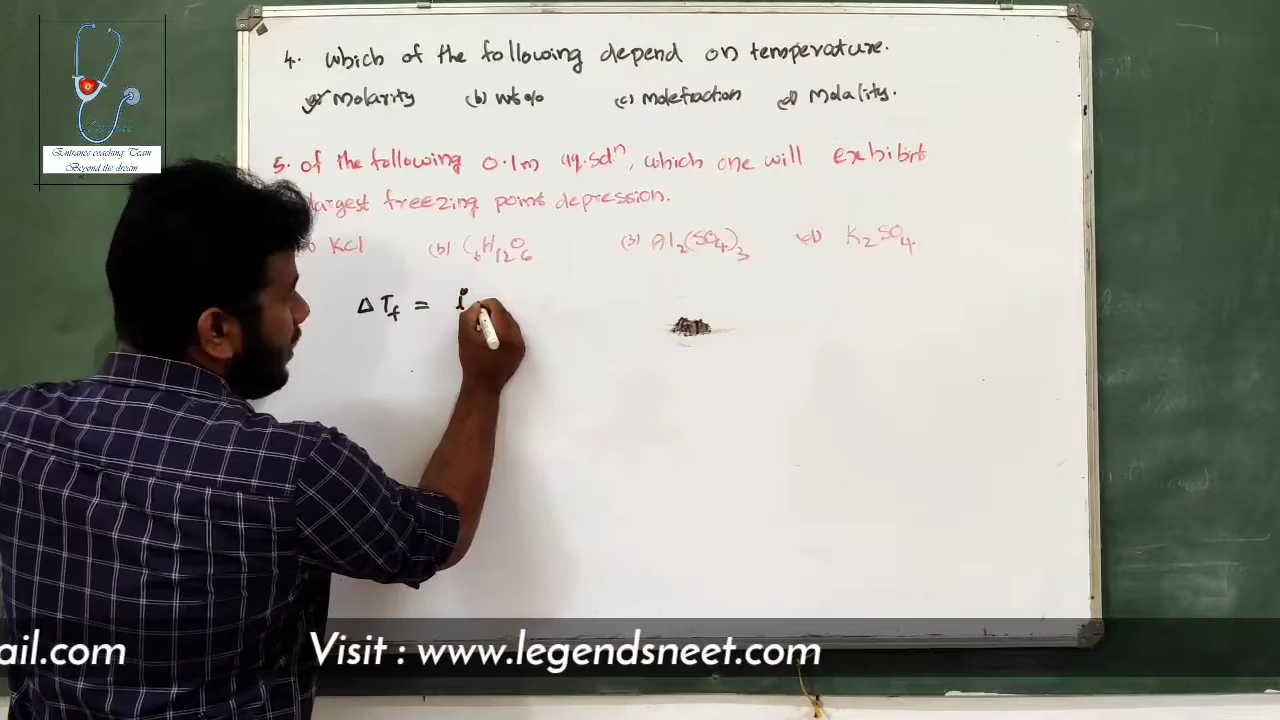 4. which of the following depend on temperature.
(a) Molarity (b) wt% (c) molefraction (d) Molality.
5. of the following 0.1m aq.solⁿ, which one will exhibit
largest freezing point depression.
KCl (b) C₆H₁₂O₆ (3) Al₂(SO₄)₃ (d) K₂SO₄
ΔT_f = i
Entrance coaching Team
Beyond the dream
ail.com Visit : www.legendsneet.com